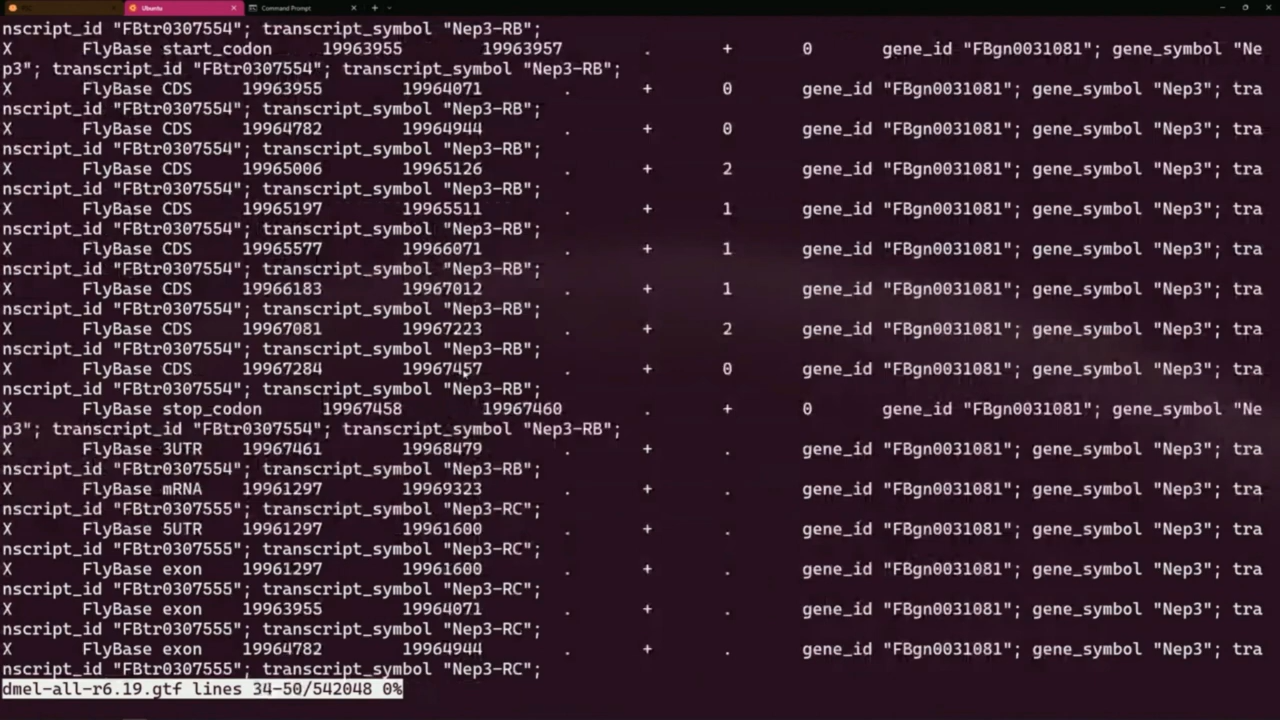 Ubuntu
Command Prompt
nscript_id "FBtr0307554"; transcript_symbol "Nep3-RB";
X FlyBase start_codon 19963955 19963957 . + 0 gene_id "FBgn0031081"; gene_symbol "Ne
p3"; transcript_id "FBtr0307554"; transcript_symbol "Nep3-RB";
X FlyBase CDS 19963955 19964071 . + 0 gene_id "FBgn0031081"; gene_symbol "Nep3"; tra
nscript_id "FBtr0307554"; transcript_symbol "Nep3-RB";
X FlyBase CDS 19964782 19964944 . + 0 gene_id "FBgn0031081"; gene_symbol "Nep3"; tra
nscript_id "FBtr0307554"; transcript_symbol "Nep3-RB";
X FlyBase CDS 19965006 19965126 . + 2 gene_id "FBgn0031081"; gene_symbol "Nep3"; tra
nscript_id "FBtr0307554"; transcript_symbol "Nep3-RB";
X FlyBase CDS 19965197 19965511 . + 1 gene_id "FBgn0031081"; gene_symbol "Nep3"; tra
nscript_id "FBtr0307554"; transcript_symbol "Nep3-RB";
X FlyBase CDS 19965577 19966071 . + 1 gene_id "FBgn0031081"; gene_symbol "Nep3"; tra
nscript_id "FBtr0307554"; transcript_symbol "Nep3-RB";
X FlyBase CDS 19966183 19967012 . + 1 gene_id "FBgn0031081"; gene_symbol "Nep3"; tra
nscript_id "FBtr0307554"; transcript_symbol "Nep3-RB";
X FlyBase CDS 19967081 19967223 . + 2 gene_id "FBgn0031081"; gene_symbol "Nep3"; tra
nscript_id "FBtr0307554"; transcript_symbol "Nep3-RB";
X FlyBase CDS 19967284 19967457 . + 0 gene_id "FBgn0031081"; gene_symbol "Nep3"; tra
nscript_id "FBtr0307554"; transcript_symbol "Nep3-RB";
X FlyBase stop_codon 19967458 19967460 . + 0 gene_id "FBgn0031081"; gene_symbol "Ne
p3"; transcript_id "FBtr0307554"; transcript_symbol "Nep3-RB";
X FlyBase 3UTR 19967461 19968479 . + . gene_id "FBgn0031081"; gene_symbol "Nep3"; tra
nscript_id "FBtr0307554"; transcript_symbol "Nep3-RB";
X FlyBase mRNA 19961297 19969323 . + . gene_id "FBgn0031081"; gene_symbol "Nep3"; tra
nscript_id "FBtr0307555"; transcript_symbol "Nep3-RC";
X FlyBase 5UTR 19961297 19961600 . + . gene_id "FBgn0031081"; gene_symbol "Nep3"; tra
nscript_id "FBtr0307555"; transcript_symbol "Nep3-RC";
X FlyBase exon 19961297 19961600 . + . gene_id "FBgn0031081"; gene_symbol "Nep3"; tra
nscript_id "FBtr0307555"; transcript_symbol "Nep3-RC";
X FlyBase exon 19963955 19964071 . + . gene_id "FBgn0031081"; gene_symbol "Nep3"; tra
nscript_id "FBtr0307555"; transcript_symbol "Nep3-RC";
X FlyBase exon 19964782 19964944 . + . gene_id "FBgn0031081"; gene_symbol "Nep3"; tra
nscript_id "FBtr0307555"; transcript_symbol "Nep3-RC";
dmel-all-r6.19.gtf lines 34-50/542048 0%